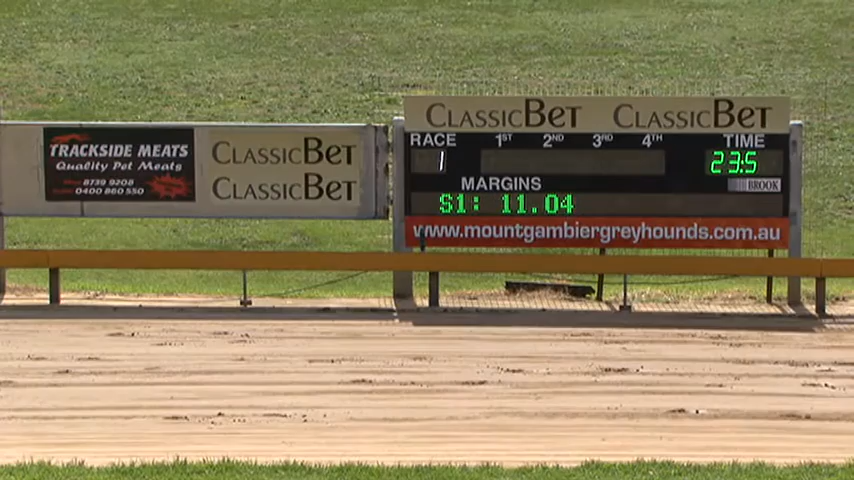 TRACKSIDE MEATS
Quality Pet Meats
8739 9208
0400 860 550
CLASSICBET
CLASSICBET
CLASSICBET CLASSICBET
RACE 1ST 2ND 3RD 4TH TIME
1 23.5
MARGINS BROOK
S1: 11.04
www.mountgambiergreyhounds.com.au